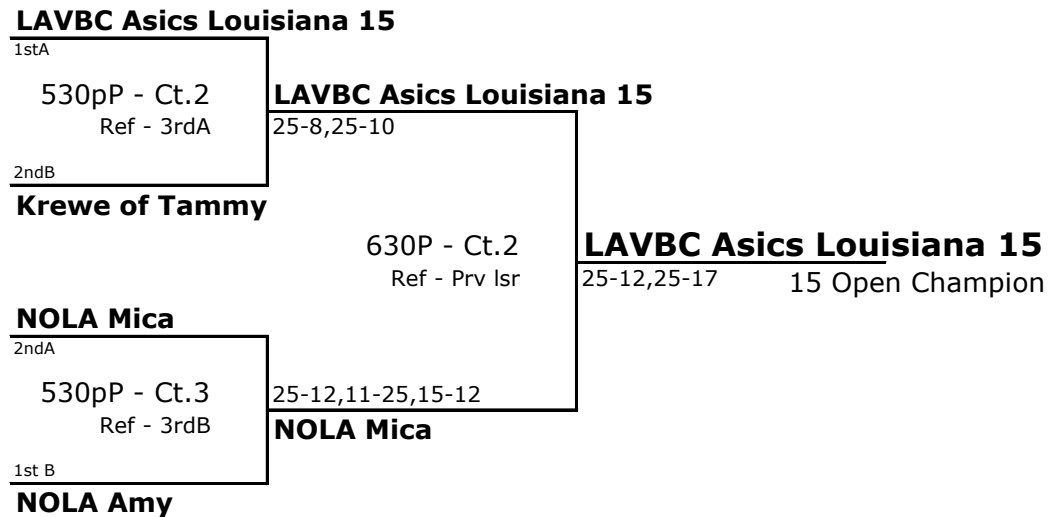 LAVBC Asics Louisiana 15
1stA
530pP - Ct.2
Ref - 3rdA
LAVBC Asics Louisiana 15
25-8,25-10
2ndB
Krewe of Tammy
630P - Ct.2
Ref - Prv lsr
LAVBC Asics Louisiana 15
25-12,25-17
15 Open Champion
NOLA Mica
2ndA
530pP - Ct.3
Ref - 3rdB
25-12,11-25,15-12
NOLA Mica
1st B
NOLA Amy